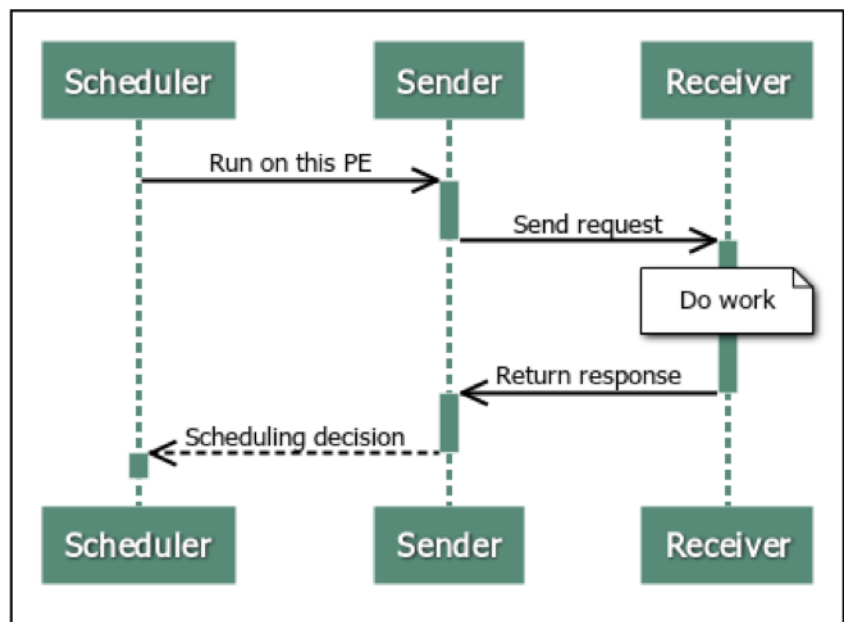 Scheduler
Sender
Receiver
Run on this PE
Send request
Do work
Return response
Scheduling decision
Scheduler
Sender
Receiver